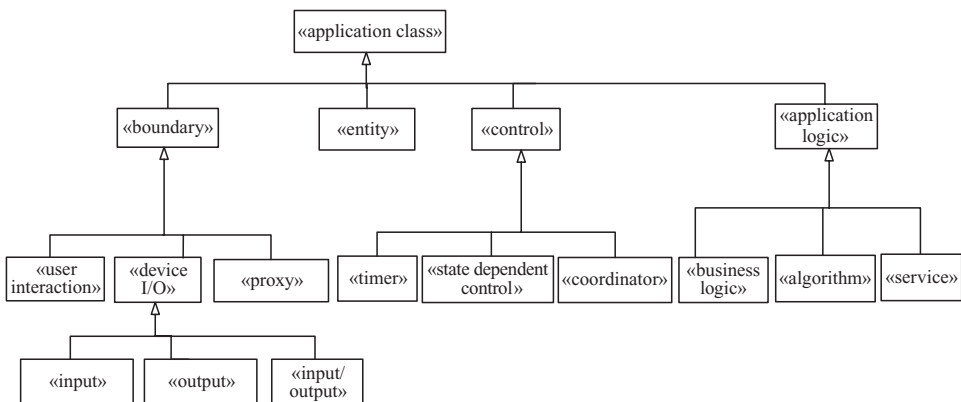 «application class»
«boundary»
«entity»
«control»
«application
logic»
«user
interaction»
«device
I/O»
«proxy»
«timer»
«state dependent
control»
«coordinator»
«business
logic»
«algorithm»
«service»
«input»
«output»
«input/
output»